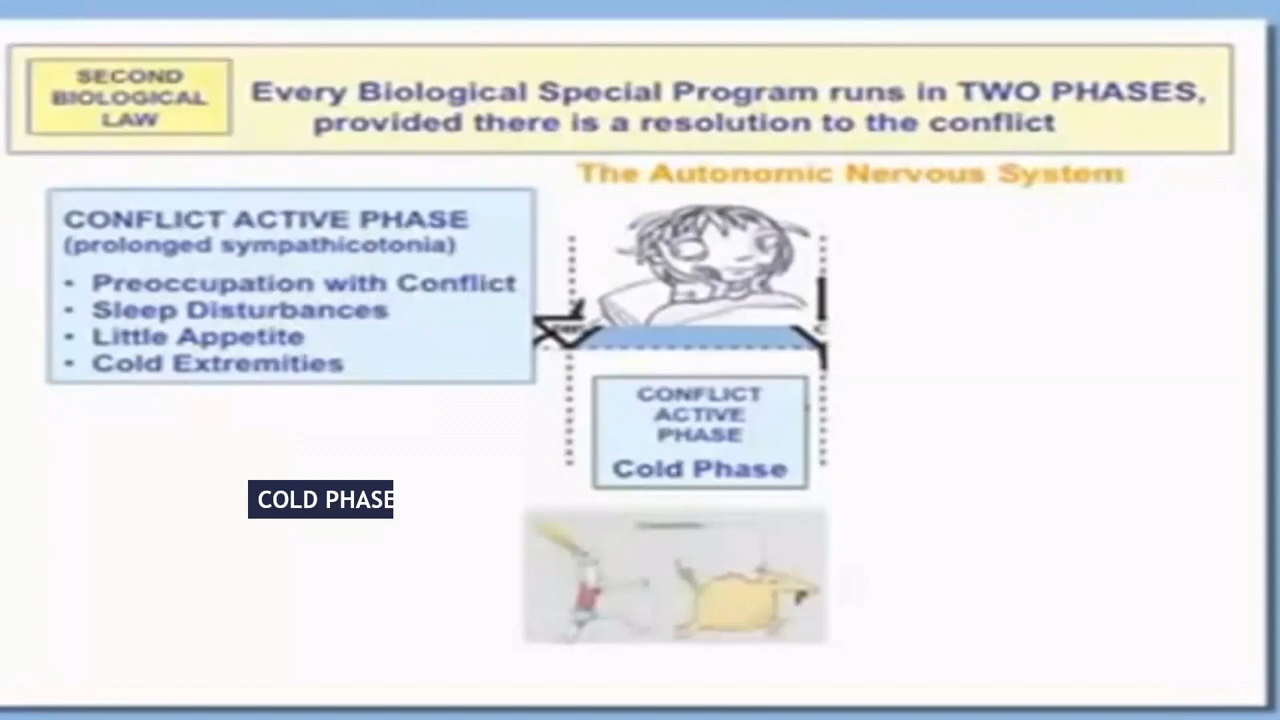 SECOND
BIOLOGICAL
LAW
Every Biological Special Program runs in TWO PHASES,
provided there is a resolution to the conflict
The Autonomic Nervous System
CONFLICT ACTIVE PHASE
(prolonged sympathicotonia)
• Preoccupation with Conflict
• Sleep Disturbances
• Little Appetite
• Cold Extremities
CONFLICT
ACTIVE
PHASE
Cold Phase
COLD PHASE